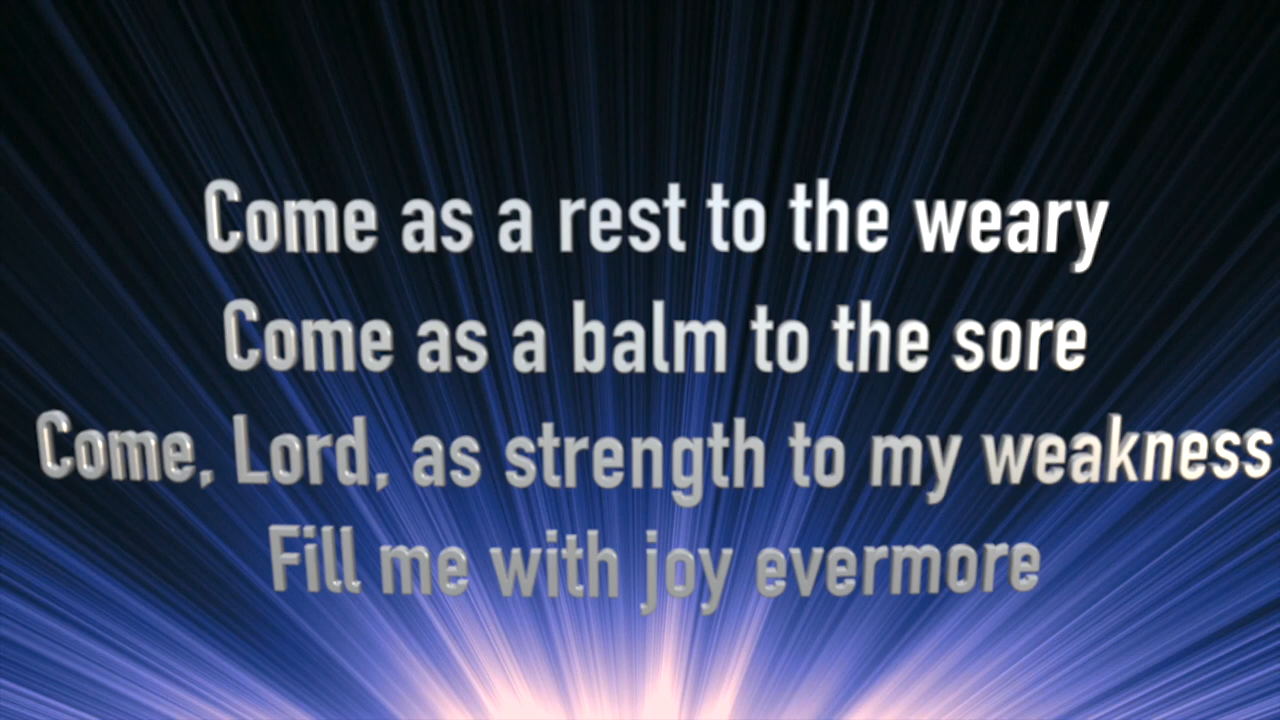 Come as a rest to the weary
Come as a balm to the sore
Come, Lord, as strength to my weakness
Fill me with joy evermore